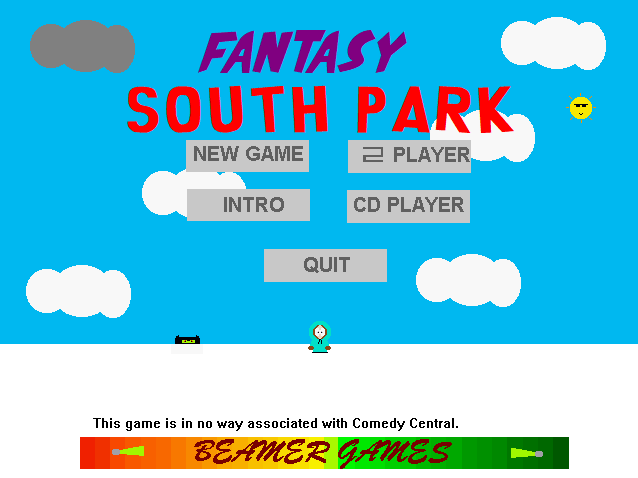 FANTASY
SOUTH PARK
NEW GAME
2 PLAYER
INTRO
CD PLAYER
QUIT
This game is in no way associated with Comedy Central.
BEAMER GAMES